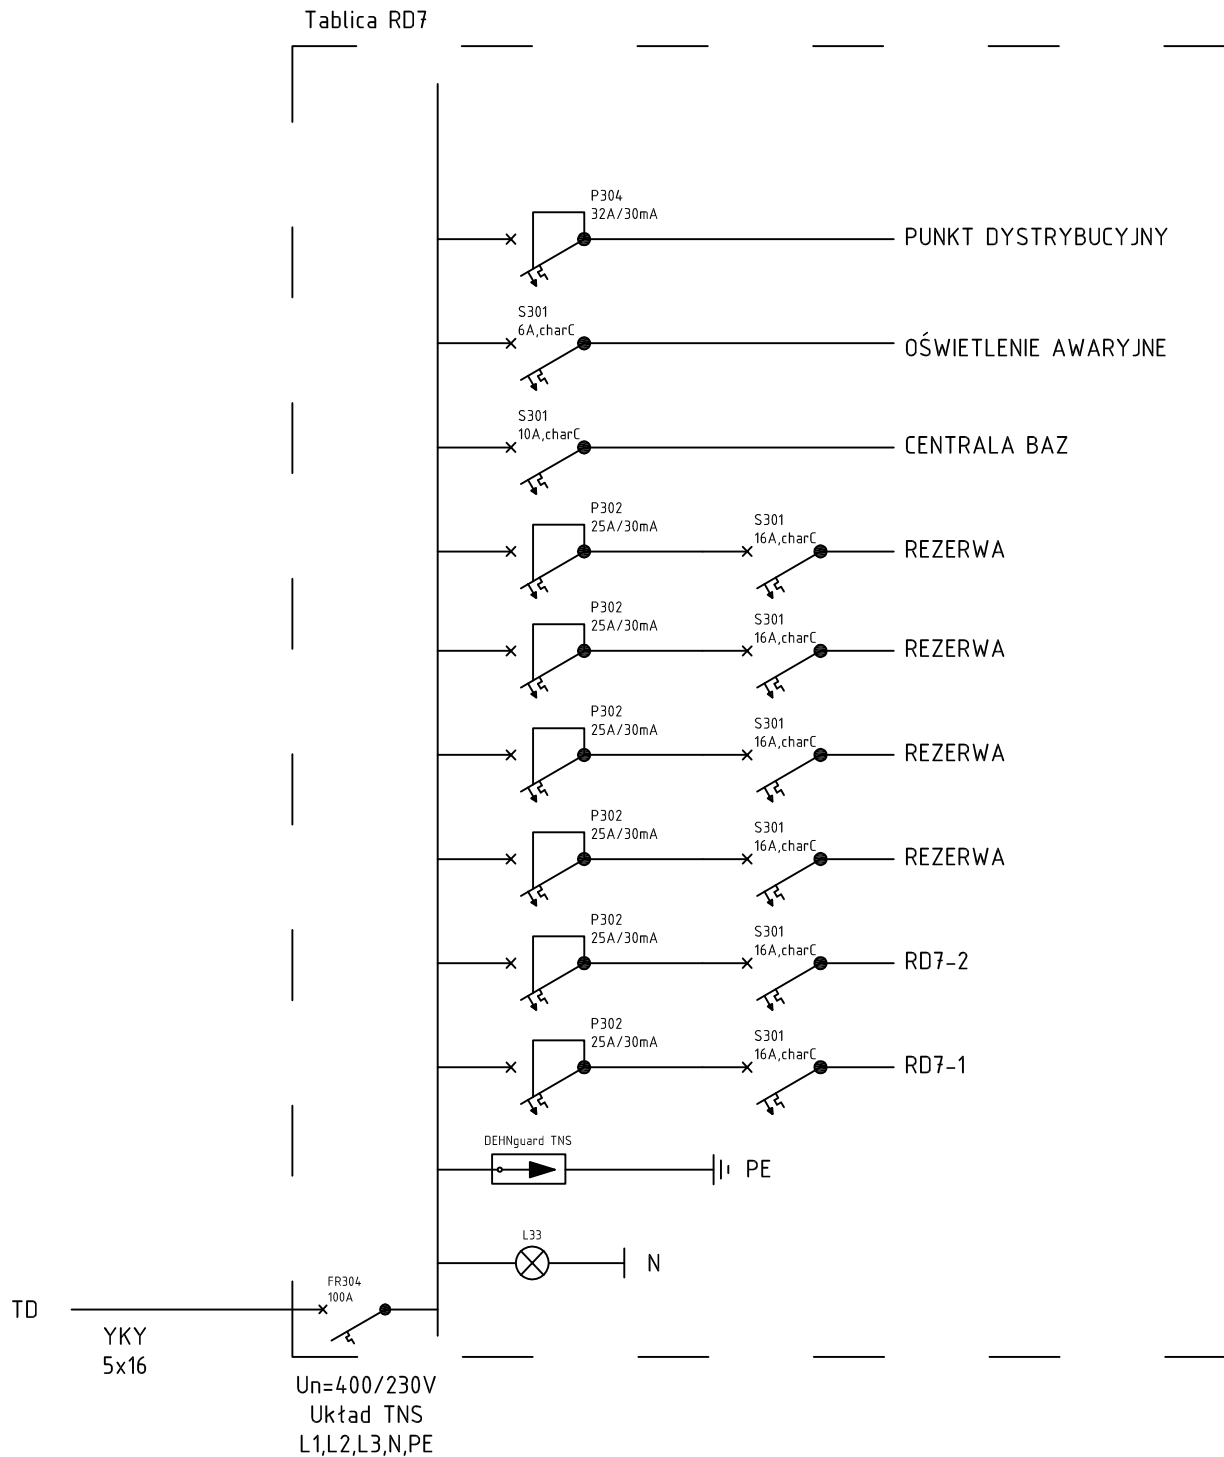 Tablica RD7
P304
32A/30mA
PUNKT DYSTRYBUCYJNY
S301
6A,charC
OŚWIETLENIE AWARYJNE
S301
10A,charC
CENTRALA BAZ
P302
25A/30mA
S301
16A,charC
REZERWA
P302
25A/30mA
S301
16A,charC
REZERWA
P302
25A/30mA
S301
16A,charC
REZERWA
P302
25A/30mA
S301
16A,charC
REZERWA
P302
25A/30mA
S301
16A,charC
RD7-2
P302
25A/30mA
S301
16A,charC
RD7-1
DEHNguard TNS
PE
L33
N
FR304
100A
TD
YKY
5x16
Un=400/230V
Układ TNS
L1,L2,L3,N,PE